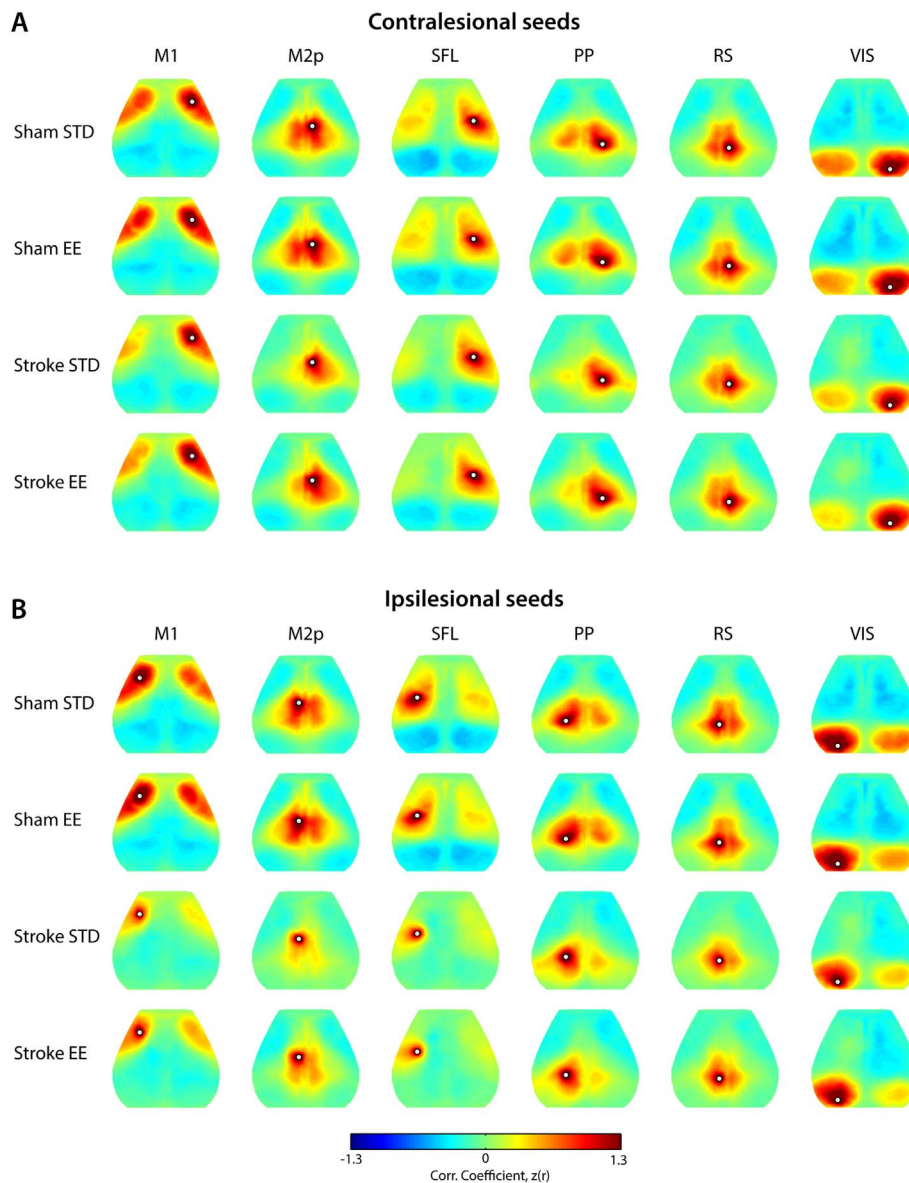 A
Contralesional seeds
M1 M2p SFL PP RS VIS
Sham STD
Sham EE
Stroke STD
Stroke EE
B
Ipsilesional seeds
M1 M2p SFL PP RS VIS
Sham STD
Sham EE
Stroke STD
Stroke EE
-1.3 0 1.3
Corr. Coefficient, z(r)